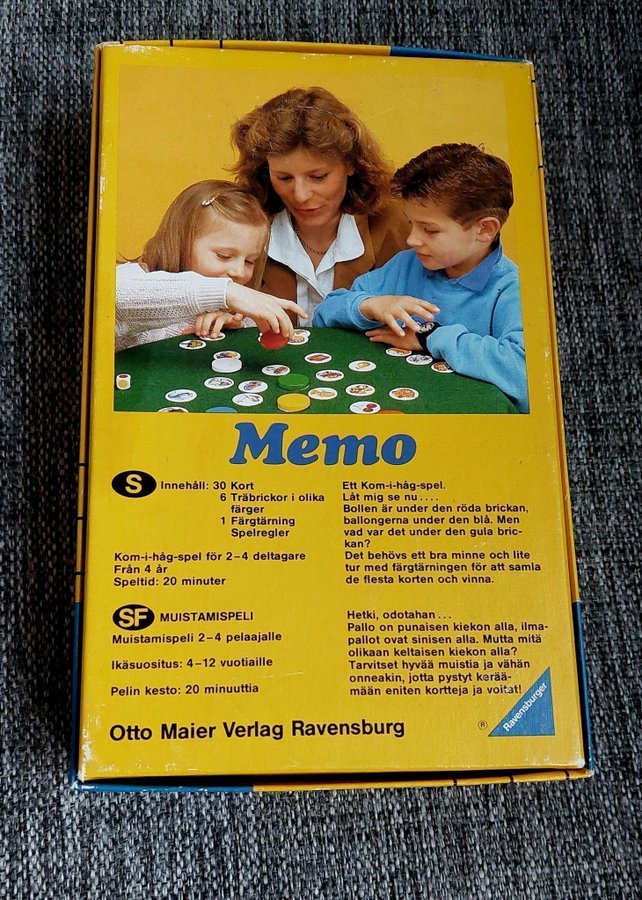 Memo
S Innehåll: 30 Kort
6 Träbrickor i olika
färger
1 Färgtärning
Spelregler
Kom-i-håg-spel för 2–4 deltagare
Från 4 år
Speltid: 20 minuter
Ett Kom-i-håg-spel.
Låt mig se nu....
Bollen är under den röda brickan,
ballongerna under den blå. Men
vad var det under den gula bric-
kan?
Det behövs ett bra minne och lite
tur med färgtärningen för att samla
de flesta korten och vinna.
SF MUISTAMISPELI
Muistamispeli 2–4 pelaajalle
Ikäsuositus: 4–12 vuotiaille
Pelin kesto: 20 minuuttia
Hetki, odotahan...
Pallo on punaisen kiekon alla, ilma-
pallot ovat sinisen alla. Mutta mitä
olikaan keltaisen kiekon alla?
Tarvitset hyvää muistia ja vähän
onneakin, jotta pystyt kerää-
mään eniten kortteja ja voitat!
Otto Maier Verlag Ravensburg
® Ravensburger